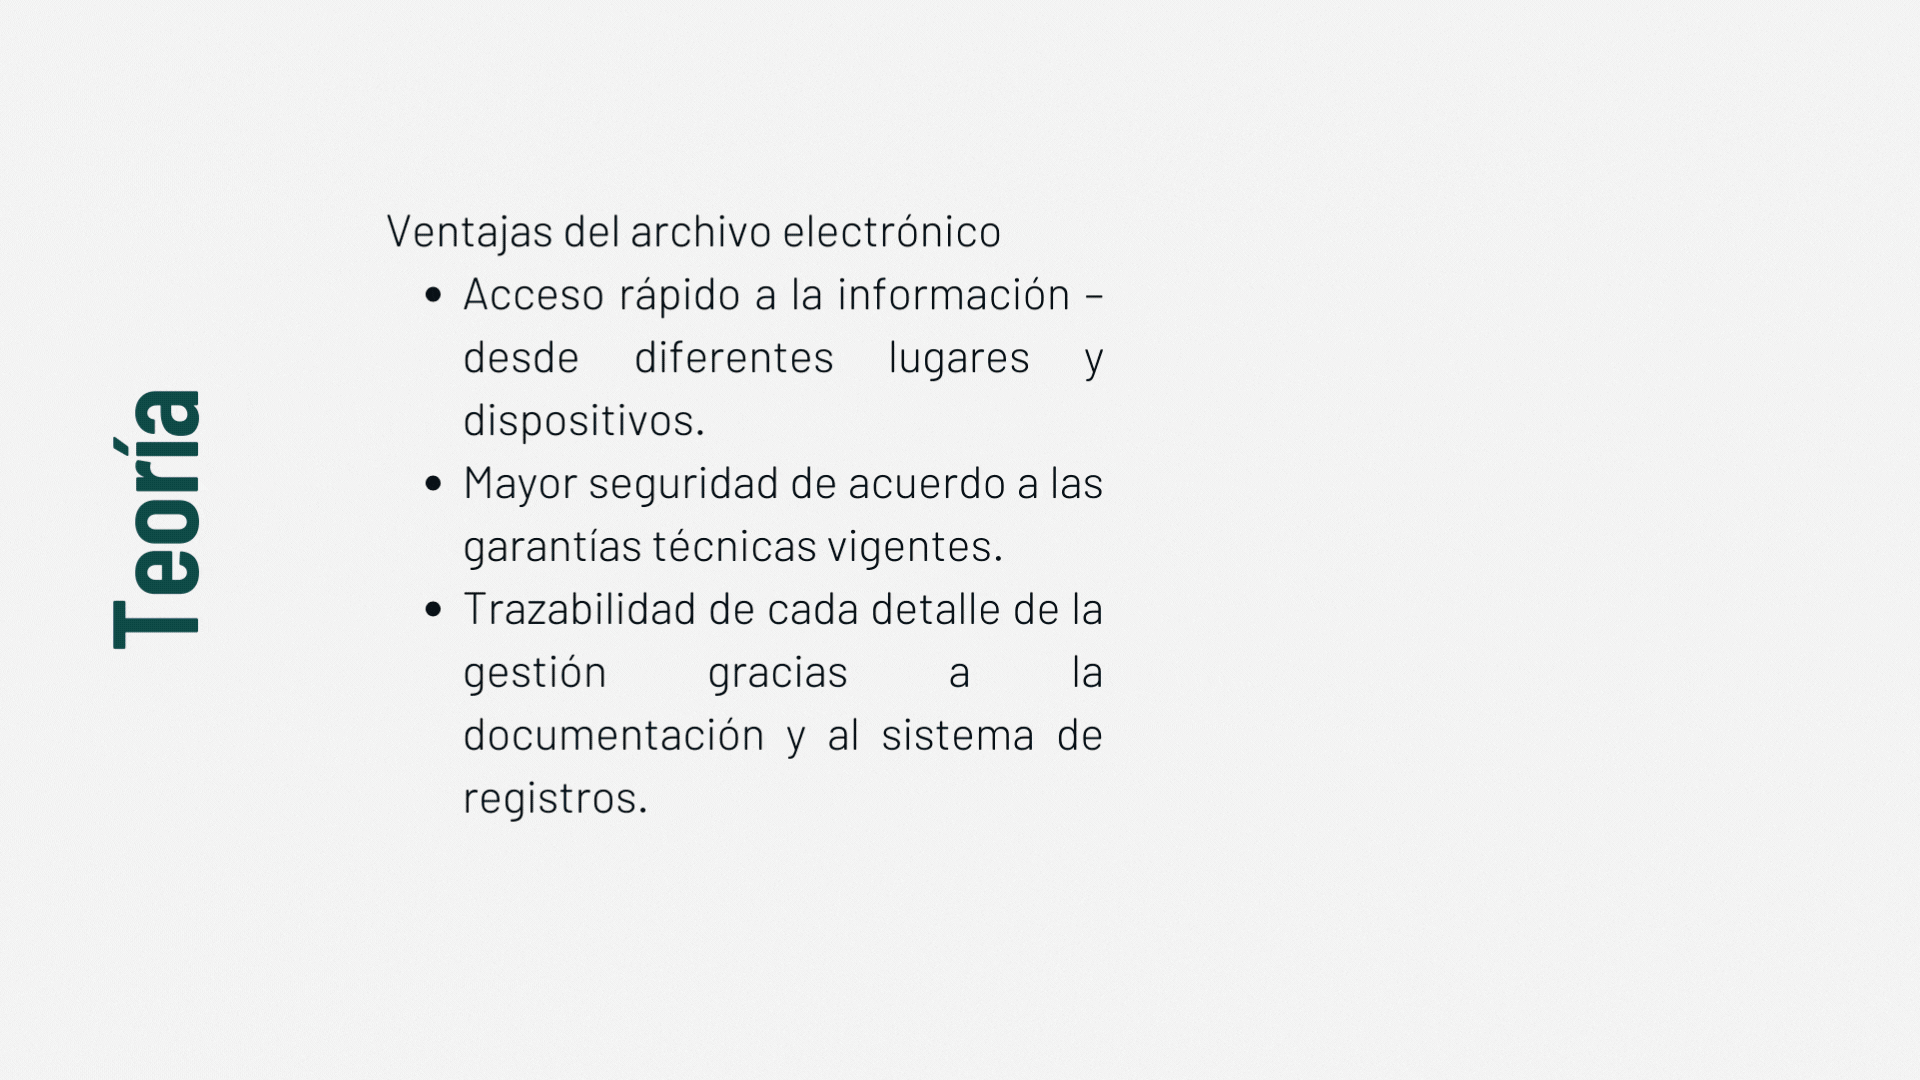 Teoría
Ventajas del archivo electrónico
• Acceso rápido a la información –
desde diferentes lugares y
dispositivos.
• Mayor seguridad de acuerdo a las
garantías técnicas vigentes.
• Trazabilidad de cada detalle de la
gestión gracias a la
documentación y al sistema de
registros.